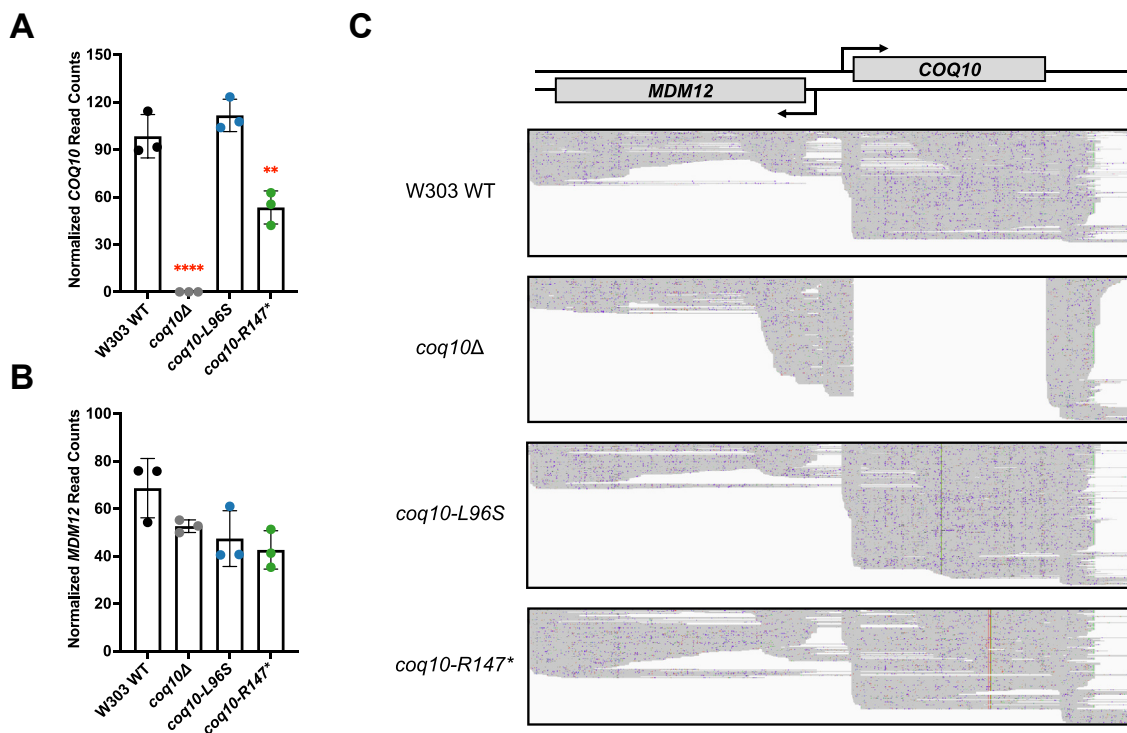 A
Normalized COQ10 Read Counts
150
120
90
60
30
0
****
**
W303 WT
coq10Δ
coq10-L96S
coq10-R147*
B
Normalized MDM12 Read Counts
100
80
60
40
20
0
W303 WT
coq10Δ
coq10-L96S
coq10-R147*
C
COQ10
MDM12
W303 WT
coq10Δ
coq10-L96S
coq10-R147*